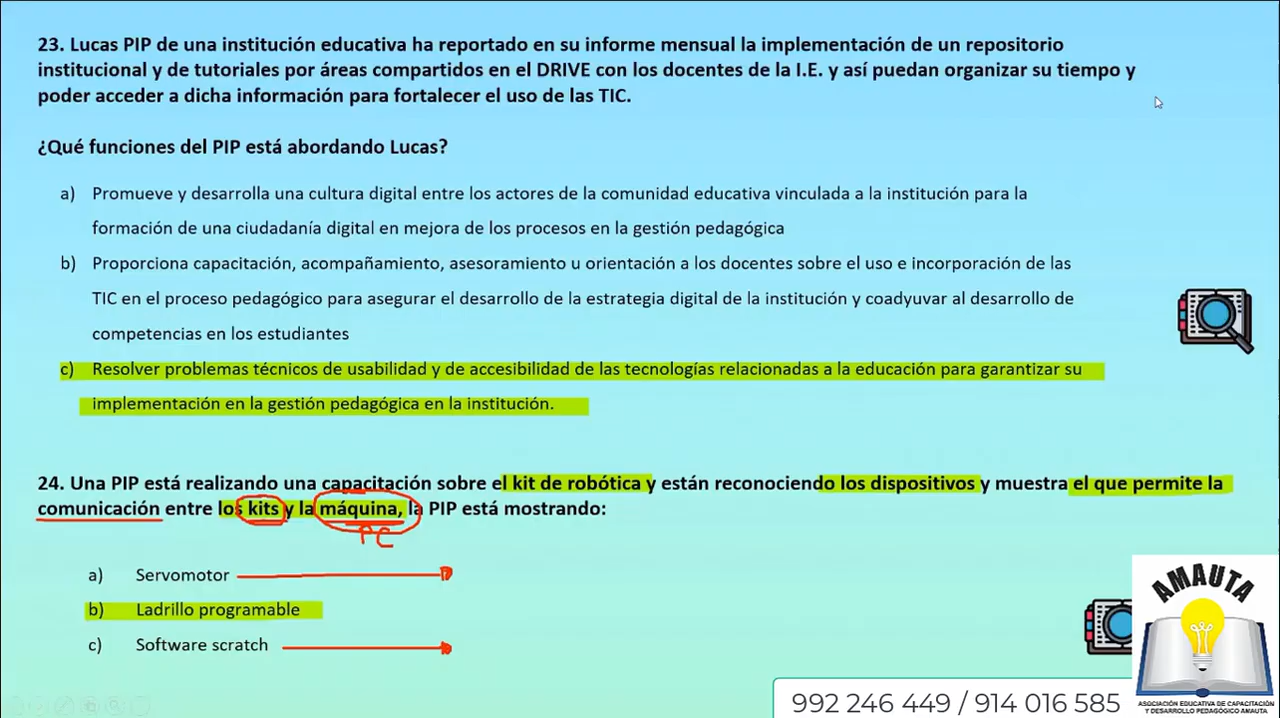 23. Lucas PIP de una institución educativa ha reportado en su informe mensual la implementación de un repositorio
institucional y de tutoriales por áreas compartidos en el DRIVE con los docentes de la I.E. y así puedan organizar su tiempo y
poder acceder a dicha información para fortalecer el uso de las TIC.
¿Qué funciones del PIP está abordando Lucas?
a) Promueve y desarrolla una cultura digital entre los actores de la comunidad educativa vinculada a la institución para la
formación de una ciudadanía digital en mejora de los procesos en la gestión pedagógica
b) Proporciona capacitación, acompañamiento, asesoramiento u orientación a los docentes sobre el uso e incorporación de las
TIC en el proceso pedagógico para asegurar el desarrollo de la estrategia digital de la institución y coadyuvar al desarrollo de
competencias en los estudiantes
c) Resolver problemas técnicos de usabilidad y de accesibilidad de las tecnologías relacionadas a la educación para garantizar su
implementación en la gestión pedagógica en la institución.
24. Una PIP está realizando una capacitación sobre el kit de robótica y están reconociendo los dispositivos y muestra el que permite la
comunicación entre los kits y la máquina, la PIP está mostrando:
PC
a) Servomotor
b) Ladrillo programable
c) Software scratch
AMAUTA
ASOCIACIÓN EDUCATIVA DE CAPACITACIÓN
Y DESARROLLO PEDAGÓGICO AMAUTA
992 246 449 / 914 016 585